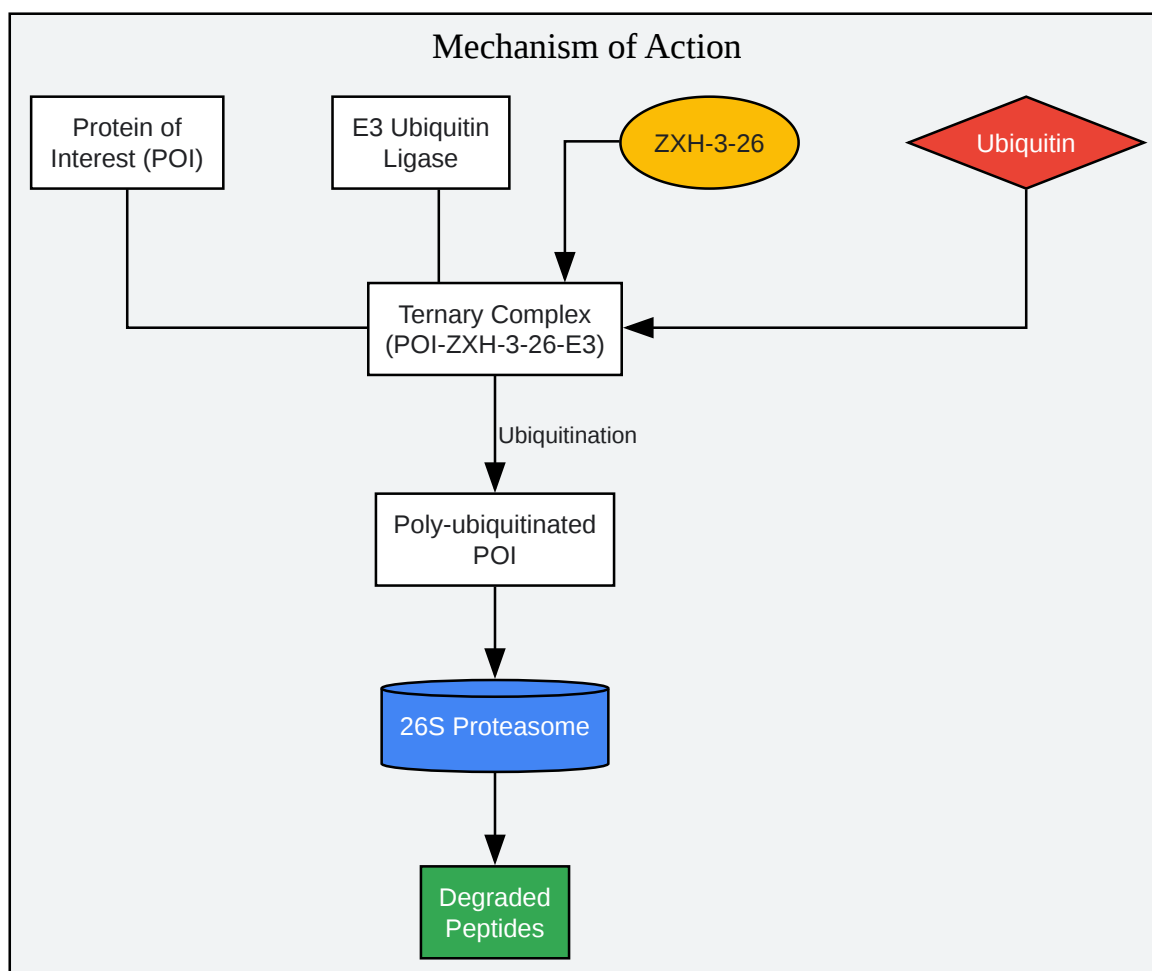 Mechanism of Action
Protein of
Interest (POI)
E3 Ubiquitin
Ligase
ZXH-3-26
Ubiquitin
Ternary Complex
(POI-ZXH-3-26-E3)
Ubiquitination
Poly-ubiquitinated
POI
26S Proteasome
Degraded
Peptides